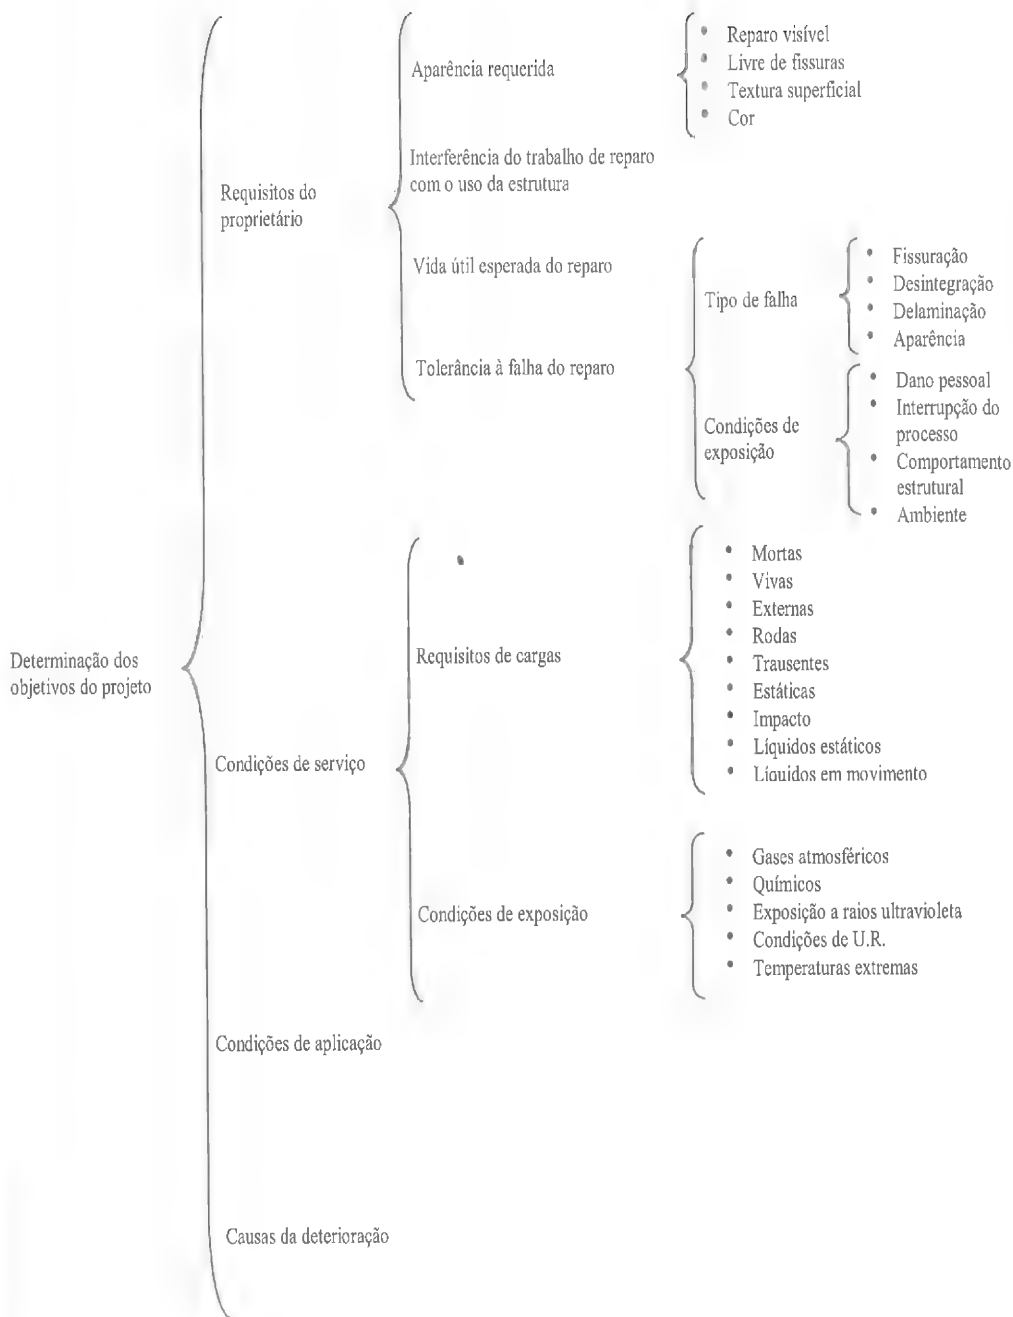 Determinação dos
objetivos do projeto
Requisitos do
proprietário
Aparência requerida
• Reparo visível
• Livre de fissuras
• Textura superficial
• Cor
Interferência do trabalho de reparo
com o uso da estrutura
Vida útil esperada do reparo
Tolerância à falha do reparo
Tipo de falha
• Fissuração
• Desintegração
• Delaminação
• Aparência
Condições de
exposição
• Dano pessoal
• Interrupção do
processo
• Comportamento
estrutural
• Ambiente
Condições de serviço
Requisitos de cargas
• Mortas
• Vivas
• Externas
• Rodas
• Trausentes
• Estáticas
• Impacto
• Líquidos estáticos
• Líquidos em movimento
Condições de exposição
• Gases atmosféricos
• Químicos
• Exposição a raios ultravioleta
• Condições de U.R.
• Temperaturas extremas
Condições de aplicação
Causas da deterioração